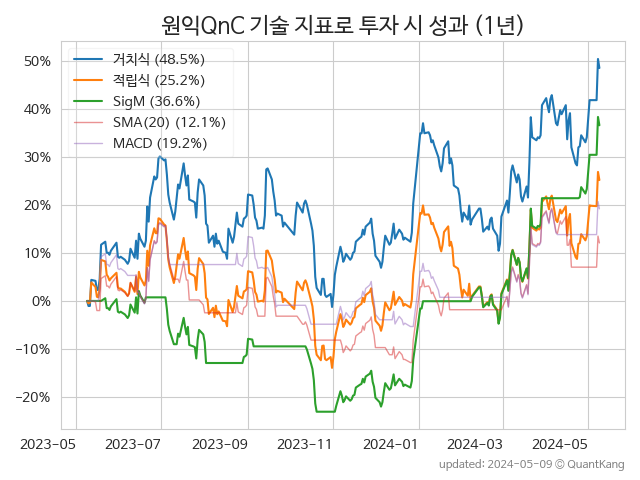 원익QnC 기술 지표로 투자 시 성과 (1년)
거치식 (48.5%)
적립식 (25.2%)
SigM (36.6%)
SMA(20) (12.1%)
MACD (19.2%)
50%
40%
30%
20%
10%
0%
−10%
−20%
2023-05 2023-07 2023-09 2023-11 2024-01 2024-03 2024-05
updated: 2024-05-09 © QuantKang